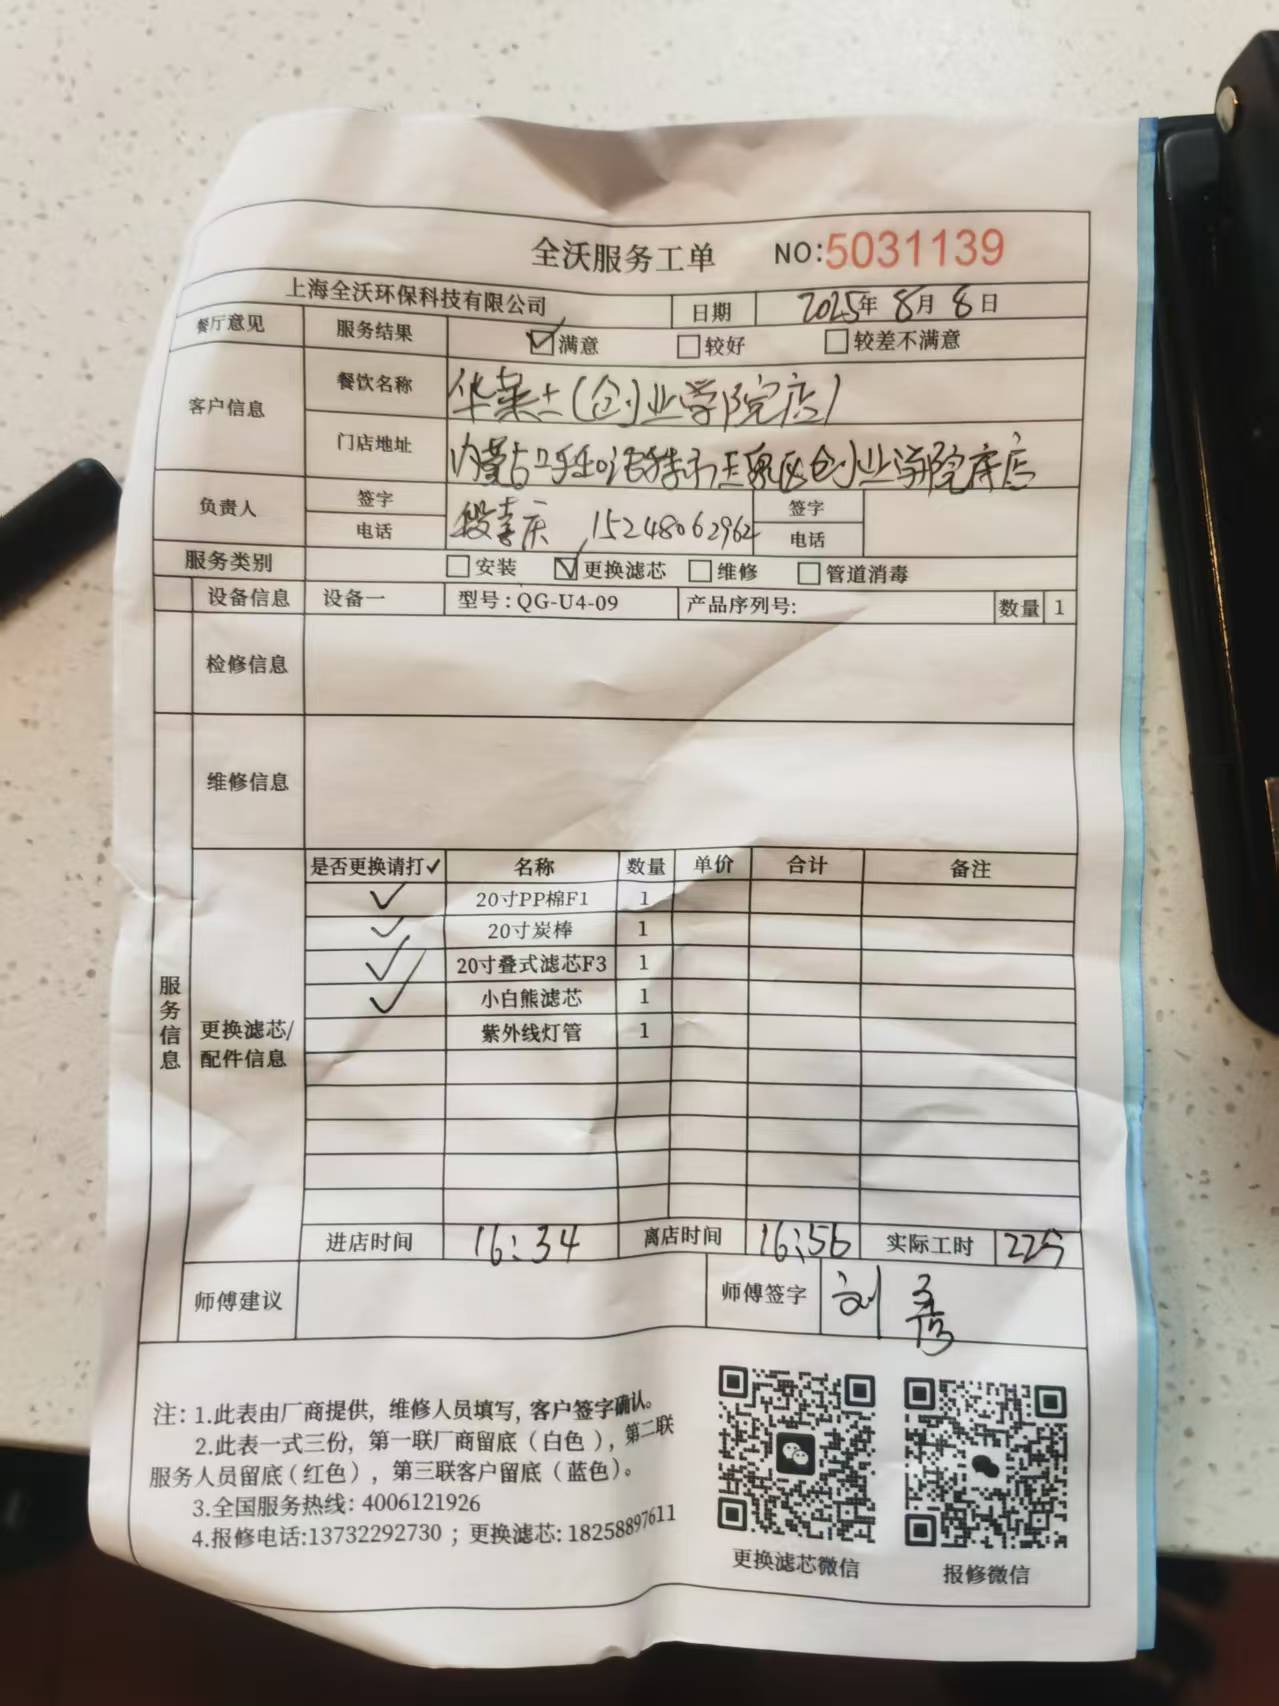 全沃服务工单 NO:5031139
上海全沃环保科技有限公司 日期 2025年8月8日
餐厅意见 服务结果 满意 较好 较差不满意
客户信息 餐饮名称 华莱士(创业学院店)
门店地址 内蒙古呼和浩特市玉泉区创业学院店
负责人 签字 段喜庆 签字
电话 15248062962 电话
服务类别 安装 更换滤芯 维修 管道消毒
设备信息 设备一 型号:QG-U4-09 产品序列号: 数量 1
检修信息
维修信息
服务信息
更换滤芯/
配件信息
是否更换请打✓ 名称 数量 单价 合计 备注
✓ 20寸PP棉F1 1
✓ 20寸炭棒 1
✓ 20寸叠式滤芯F3 1
✓ 小白熊滤芯 1
紫外线灯管 1
进店时间 16:34 离店时间 16:56 实际工时 22分
师傅建议 师傅签字 刘
注: 1.此表由厂商提供, 维修人员填写, 客户签字确认。
2.此表一式三份, 第一联厂商留底(白色), 第二联
服务人员留底(红色), 第三联客户留底(蓝色)。
3.全国服务热线: 4006121926
4.报修电话:13732292730 ; 更换滤芯: 18258897611
更换滤芯微信 报修微信